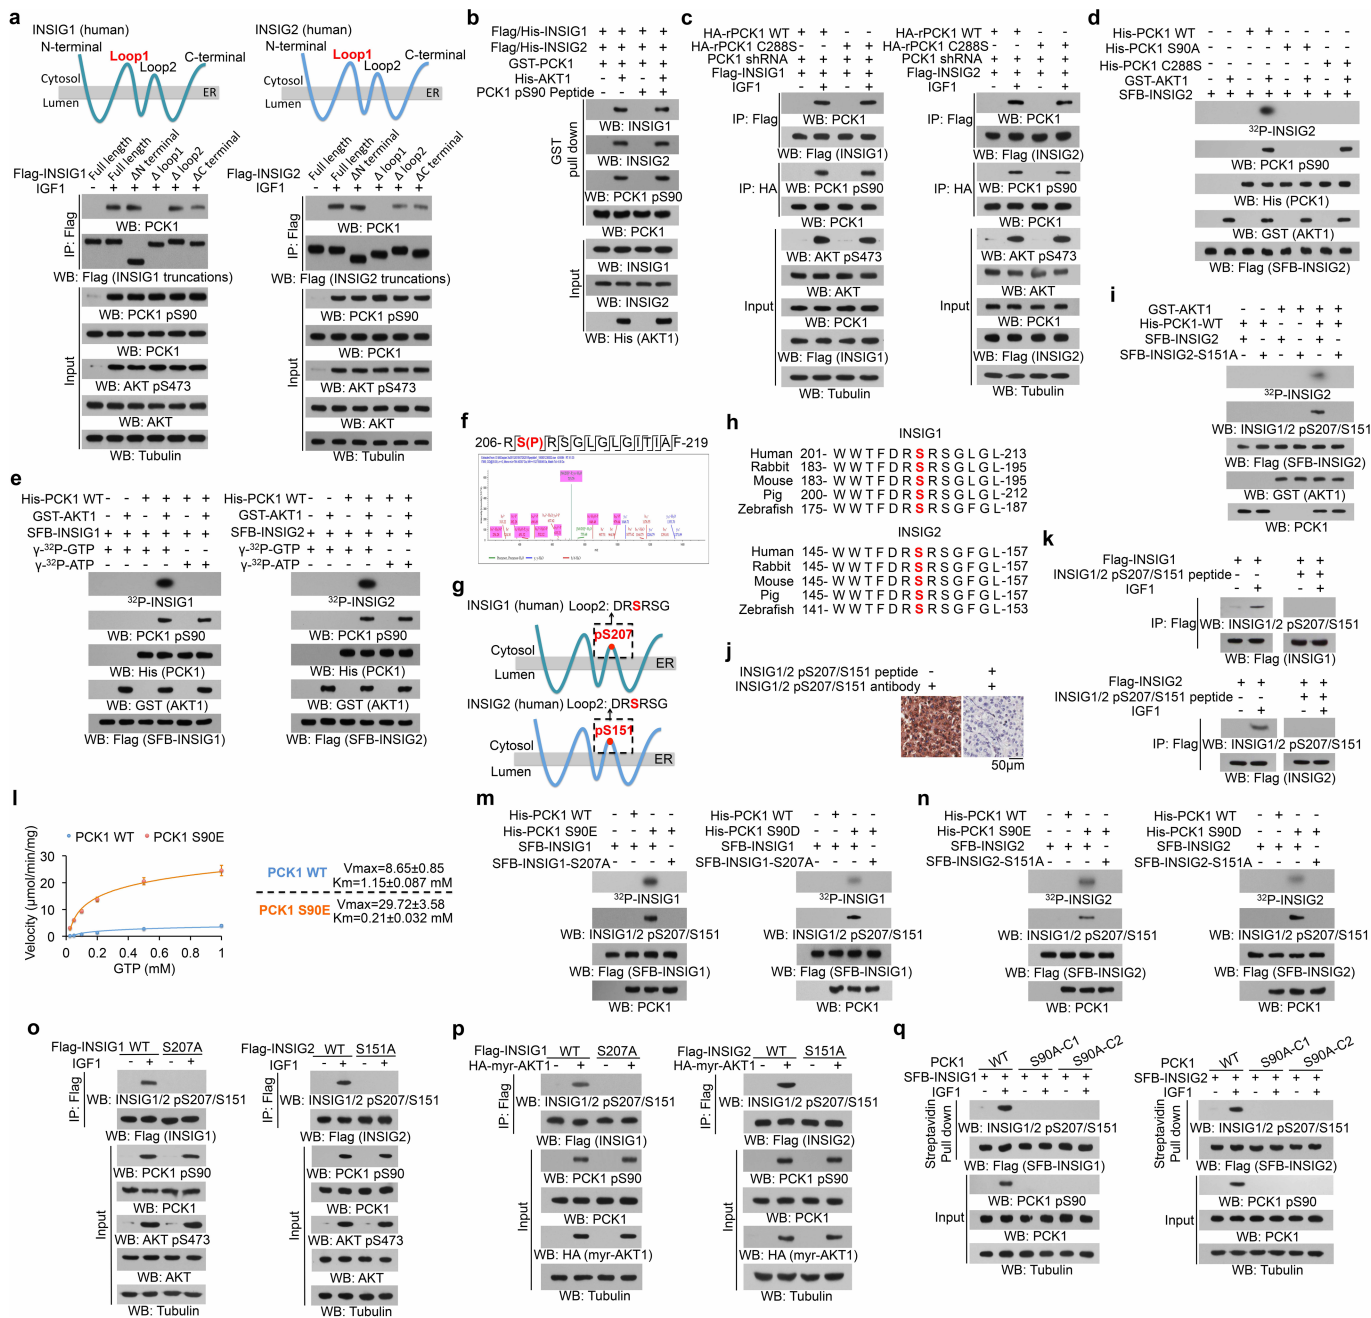 a
INSIG1 (human)
N-terminal
Loop1
Loop2
C-terminal
Cytosol
Lumen
ER
INSIG2 (human)
N-terminal
Loop1
Loop2
C-terminal
Cytosol
Lumen
ER
Full length
Full length
ΔN terminal
Δ loop1
Δ loop2
ΔC terminal
Flag-INSIG1
IGF1 - + + + + +
IP: Flag
WB: PCK1
WB: Flag (INSIG1 truncations)
Input
WB: PCK1 pS90
WB: PCK1
WB: AKT pS473
WB: AKT
WB: Tubulin
Full length
Full length
ΔN terminal
Δ loop1
Δ loop2
ΔC terminal
Flag-INSIG2
IGF1 - + + + + +
IP: Flag
WB: PCK1
WB: Flag (INSIG2 truncations)
Input
WB: PCK1 pS90
WB: PCK1
WB: AKT pS473
WB: AKT
WB: Tubulin
b
Flag/His-INSIG1 + + + +
Flag/His-INSIG2 + + + +
GST-PCK1 + + + +
His-AKT1 - + - +
PCK1 pS90 Peptide - - + +
GST pull down
WB: INSIG1
WB: INSIG2
WB: PCK1 pS90
WB: PCK1
Input
WB: INSIG1
WB: INSIG2
WB: His (AKT1)
c
HA-rPCK1 WT + + - -
HA-rPCK1 C288S - - + +
PCK1 shRNA + + + +
Flag-INSIG1 + + + +
IGF1 - + - +
IP: Flag
WB: PCK1
WB: Flag (INSIG1)
IP: HA
WB: PCK1 pS90
WB: PCK1
Input
WB: AKT pS473
WB: AKT
WB: PCK1
WB: Flag (INSIG1)
WB: Tubulin
HA-rPCK1 WT + + - -
HA-rPCK1 C288S - - + +
PCK1 shRNA + + + +
Flag-INSIG2 + + + +
IGF1 - + - +
IP: Flag
WB: PCK1
WB: Flag (INSIG2)
IP: HA
WB: PCK1 pS90
WB: PCK1
Input
WB: AKT pS473
WB: AKT
WB: PCK1
WB: Flag (INSIG2)
WB: Tubulin
d
His-PCK1 WT - - + + - - - -
His-PCK1 S90A - - - - + + - -
His-PCK1 C288S - - - - - - + +
GST-AKT1 - + - + - + - +
SFB-INSIG2 + + + + + + + +
32P-INSIG2
WB: PCK1 pS90
WB: His (PCK1)
WB: GST (AKT1)
WB: Flag (SFB-INSIG2)
e
His-PCK1 WT - - + + + +
GST-AKT1 - + - + - +
SFB-INSIG1 + + + + + +
γ-32P-GTP + + + + - -
γ-32P-ATP - - - - + +
32P-INSIG1
WB: PCK1 pS90
WB: His (PCK1)
WB: GST (AKT1)
WB: Flag (SFB-INSIG1)
His-PCK1 WT - - + + + +
GST-AKT1 - + - + - +
SFB-INSIG2 + + + + + +
γ-32P-GTP + + + + - -
γ-32P-ATP - - - - + +
32P-INSIG2
WB: PCK1 pS90
WB: His (PCK1)
WB: GST (AKT1)
WB: Flag (SFB-INSIG2)
f
206-R S(P) R S G L G L G I T I A F-219
g
INSIG1 (human) Loop2: DRSRSG
pS207
Cytosol
Lumen
ER
INSIG2 (human) Loop2: DRSRSG
pS151
Cytosol
Lumen
ER
h
INSIG1
Human 201- W W T F D R S R S G L G L -213
Rabbit 183- W W T F D R S R S G L G L -195
Mouse 183- W W T F D R S R S G L G L -195
Pig 200- W W T F D R S R S G L G L -212
Zebrafish 175- W W T F D R S R S G L G L -187
INSIG2
Human 145- W W T F D R S R S G F G L -157
Rabbit 145- W W T F D R S R S G F G L -157
Mouse 145- W W T F D R S R S G F G L -157
Pig 145- W W T F D R S R S G F G L -157
Zebrafish 141- W W T F D R S R S G F G L -153
i
GST-AKT1 - - + + + +
His-PCK1-WT + + - - + +
SFB-INSIG2 + - + - + -
SFB-INSIG2-S151A - + - + - +
32P-INSIG2
WB: INSIG1/2 pS207/S151
WB: Flag (SFB-INSIG2)
WB: GST (AKT1)
WB: PCK1
j
INSIG1/2 pS207/S151 peptide - +
INSIG1/2 pS207/S151 antibody + +
50μm
k
Flag-INSIG1 + + + +
INSIG1/2 pS207/S151 peptide - - + +
IGF1 - + - +
IP: Flag
WB: INSIG1/2 pS207/S151
WB: Flag (INSIG1)
Flag-INSIG2 + + + +
INSIG1/2 pS207/S151 peptide - - + +
IGF1 - + - +
IP: Flag
WB: INSIG1/2 pS207/S151
WB: Flag (INSIG2)
l
PCK1 WT PCK1 S90E
Velocity (μmol/min/mg)
30
20
10
0
0 0.2 0.4 0.6 0.8 1
GTP (mM)
PCK1 WT
Vmax=8.65±0.85
Km=1.15±0.087 mM
PCK1 S90E
Vmax=29.72±3.58
Km=0.21±0.032 mM
m
His-PCK1 WT - + - -
His-PCK1 S90E - - + +
SFB-INSIG1 + + + -
SFB-INSIG1-S207A - - - +
32P-INSIG1
WB: INSIG1/2 pS207/S151
WB: Flag (SFB-INSIG1)
WB: PCK1
His-PCK1 WT - + - -
His-PCK1 S90D - - + +
SFB-INSIG1 + + + -
SFB-INSIG1-S207A - - - +
32P-INSIG1
WB: INSIG1/2 pS207/S151
WB: Flag (SFB-INSIG1)
WB: PCK1
n
His-PCK1 WT - + - -
His-PCK1 S90E - - + +
SFB-INSIG2 + + + -
SFB-INSIG2-S151A - - - +
32P-INSIG2
WB: INSIG1/2 pS207/S151
WB: Flag (SFB-INSIG2)
WB: PCK1
His-PCK1 WT - + - -
His-PCK1 S90D - - + +
SFB-INSIG2 + + + -
SFB-INSIG2-S151A - - - +
32P-INSIG2
WB: INSIG1/2 pS207/S151
WB: Flag (SFB-INSIG2)
WB: PCK1
o
Flag-INSIG1 WT S207A
IGF1 - + - +
IP: Flag
WB: INSIG1/2 pS207/S151
WB: Flag (INSIG1)
Input
WB: PCK1 pS90
WB: PCK1
WB: AKT pS473
WB: AKT
WB: Tubulin
Flag-INSIG2 WT S151A
IGF1 - + - +
IP: Flag
WB: INSIG1/2 pS207/S151
WB: Flag (INSIG2)
Input
WB: PCK1 pS90
WB: PCK1
WB: AKT pS473
WB: AKT
WB: Tubulin
p
Flag-INSIG1 WT S207A
HA-myr-AKT1 - + - +
IP: Flag
WB: INSIG1/2 pS207/S151
WB: Flag (INSIG1)
Input
WB: PCK1 pS90
WB: PCK1
WB: HA (myr-AKT1)
WB: Tubulin
Flag-INSIG2 WT S151A
HA-myr-AKT1 - + - +
IP: Flag
WB: INSIG1/2 pS207/S151
WB: Flag (INSIG2)
Input
WB: PCK1 pS90
WB: PCK1
WB: HA (myr-AKT1)
WB: Tubulin
q
PCK1 WT S90A-C1 S90A-C2
SFB-INSIG1 + + + + + +
IGF1 - + - + - +
Streptavidin Pull down
WB: INSIG1/2 pS207/S151
WB: Flag (SFB-INSIG1)
Input
WB: PCK1 pS90
WB: PCK1
WB: Tubulin
PCK1 WT S90A-C1 S90A-C2
SFB-INSIG2 + + + + + +
IGF1 - + - + - +
Streptavidin Pull down
WB: INSIG1/2 pS207/S151
WB: Flag (SFB-INSIG2)
Input
WB: PCK1 pS90
WB: PCK1
WB: Tubulin